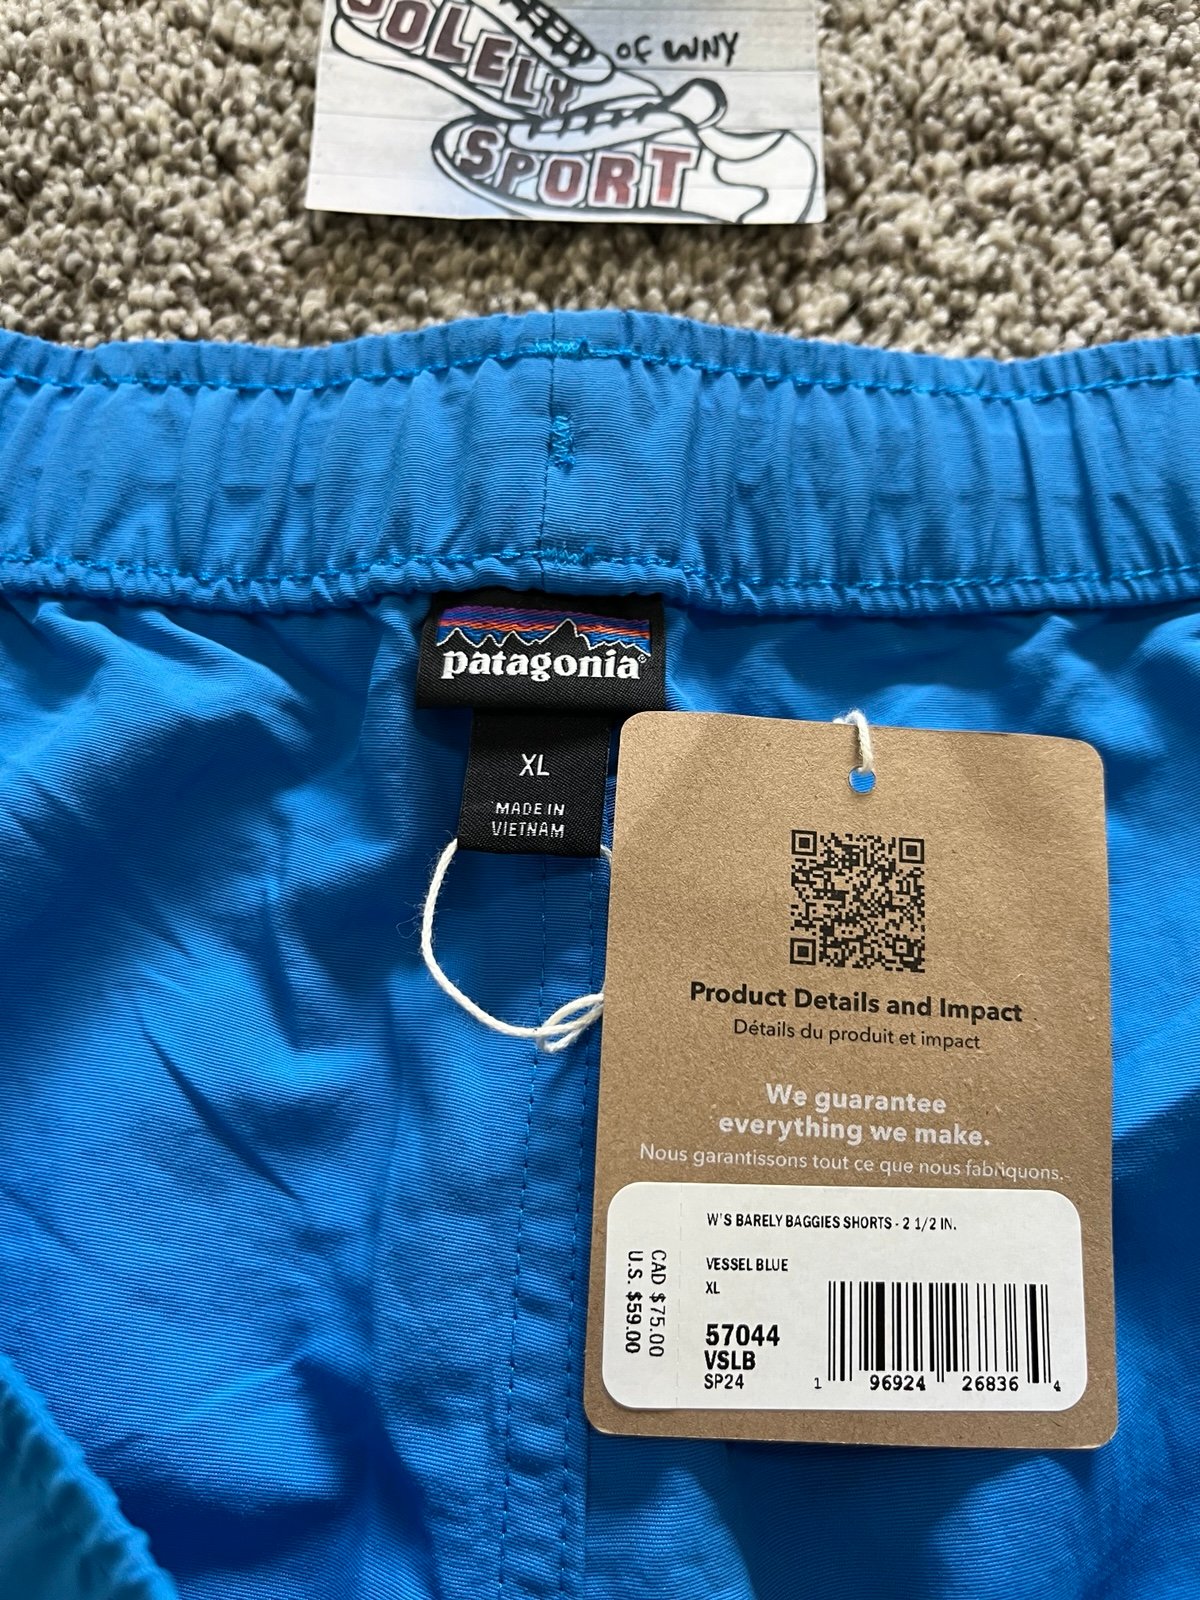 SOLELY
OF WNY
SPORT
patagonia®
XL
MADE IN
VIETNAM
Product Details and Impact
Détails du produit et impact
We guarantee
everything we make.
Nous garantissons tout ce que nous fabriquons.
W'S BARELY BAGGIES SHORTS - 2 1/2 IN.
VESSEL BLUE
XL
57044
VSLB
SP24
CAD $75.00
U.S. $59.00
1 96924 26836 4